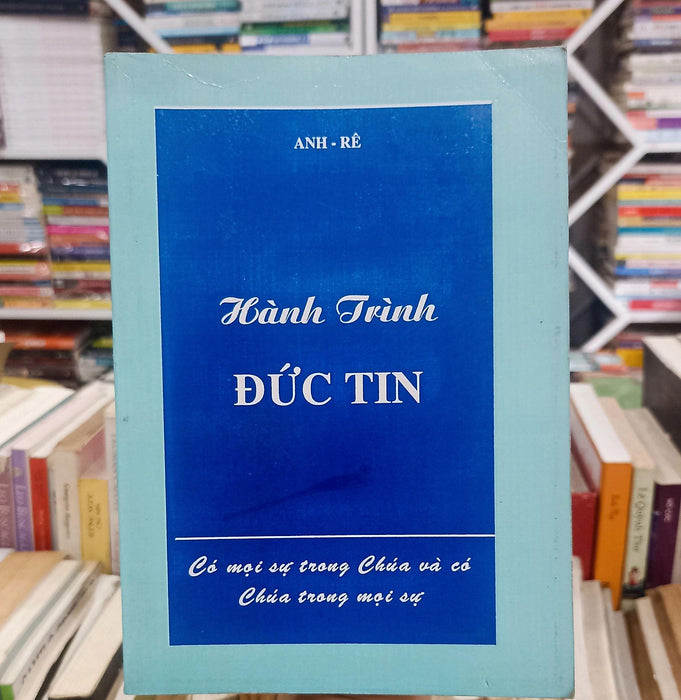 ANH - RÊ
Hành Trình
ĐỨC TIN
Có mọi sự trong Chúa và có
Chúa trong mọi sự